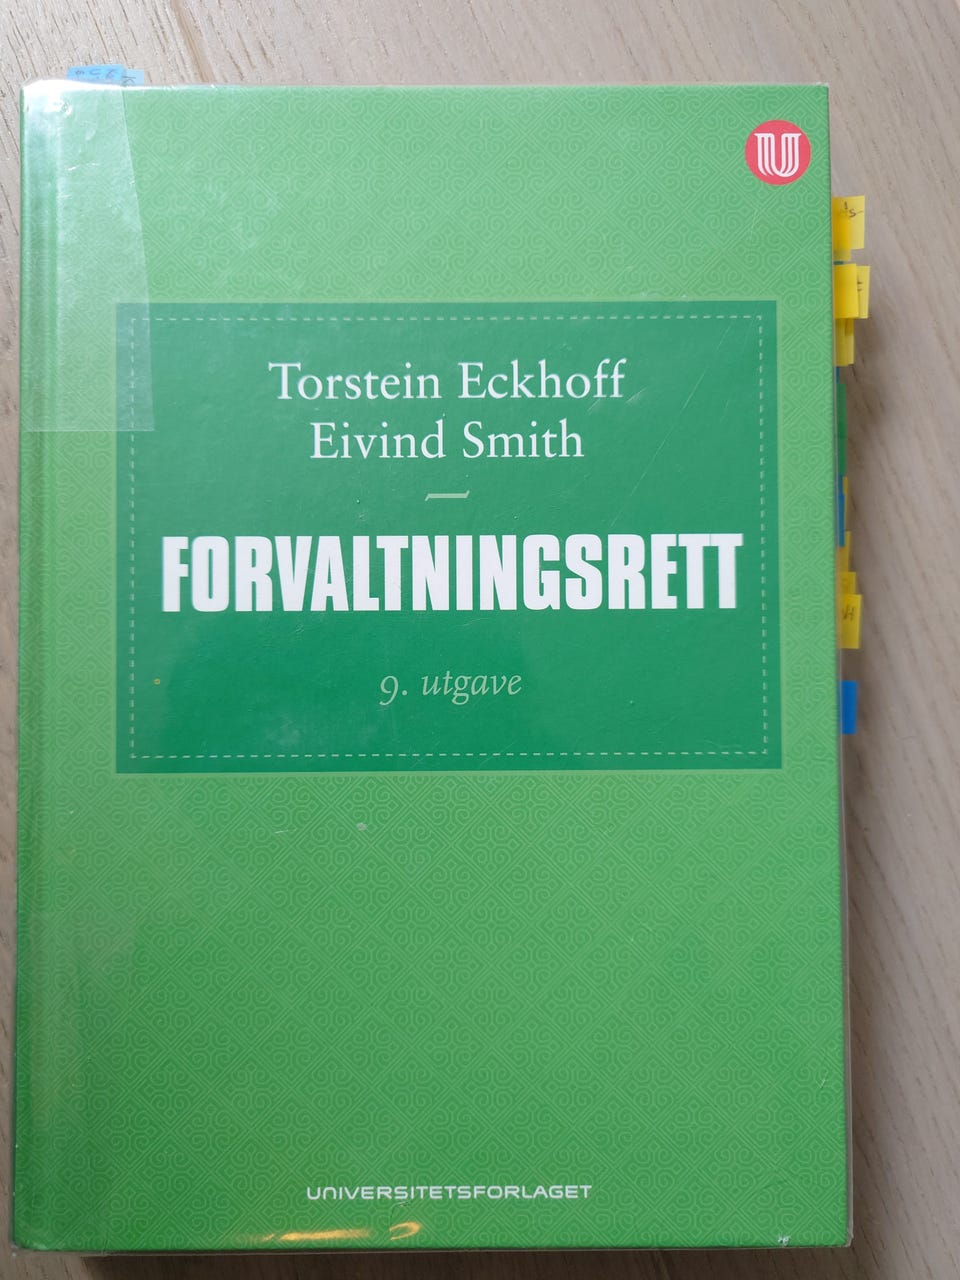 Torstein Eckhoff
Eivind Smith
FORVALTNINGSRETT
9. utgave
UNIVERSITETSFORLAGET